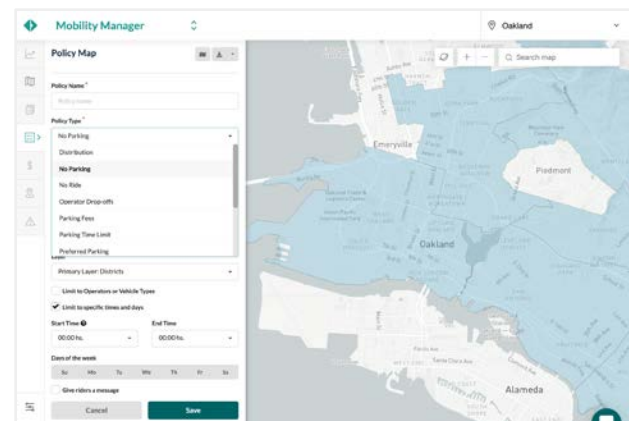 Mobility Manager
Oakland
Policy Map
Search map
Policy Name *
Policy name
Policy Type *
No Parking
Distribution
No Parking
No Ride
Operator Drop-offs
Parking Fees
Parking Time Limit
Preferred Parking
Primary Layer: Districts
Limit to Operators or Vehicle Types
Limit to specific times and days
Start Time
End Time
00:00 hs.
00:00 hs.
Days of the week
Su Mo Tu We Th Fr Sa
Give riders a message
Cancel
Save
Emeryville
Piedmont
Oakland
Alameda